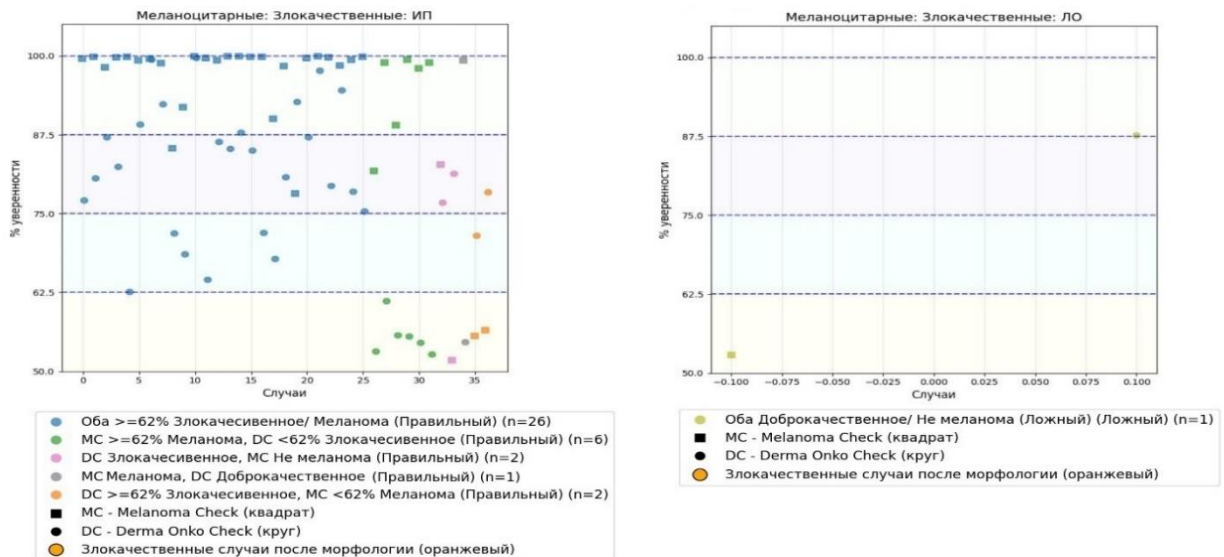 Меланоцитарные: Злокачественные: ИП
% уверенности
100.0
87.5
75.0
62.5
50.0
0 5 10 15 20 25 30 35
Случаи
Оба >=62% Злокачесивенное/ Меланома (Правильный) (n=26)
МС >=62% Меланома, DC <62% Злокачесивенное (Правильный) (n=6)
DC Злокачесивенное, МС Не меланома (Правильный) (n=2)
МС Меланома, DC Доброкачественное (Правильный) (n=1)
DC >=62% Злокачесивенное, МС <62% Меланома (Правильный) (n=2)
МС - Melanoma Check (квадрат)
DC - Derma Onko Check (круг)
Злокачественные случаи после морфологии (оранжевый)
Меланоцитарные: Злокачественные: ЛО
% уверенности
100.0
87.5
75.0
62.5
50.0
−0.100 −0.075 −0.050 −0.025 0.000 0.025 0.050 0.075 0.100
Случаи
Оба Доброкачественное/ Не меланома (Ложный) (Ложный) (n=1)
МС - Melanoma Check (квадрат)
DC - Derma Onko Check (круг)
Злокачественные случаи после морфологии (оранжевый)